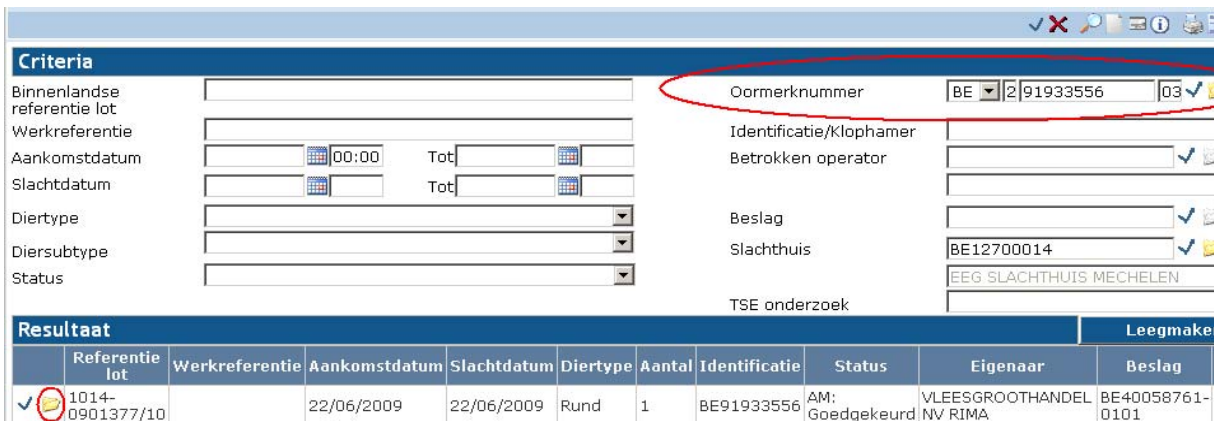 Criteria
Binnenlandse referentie lot
Oormerknummer BE 2 91933556 03
Werkreferentie
Identificatie/Klophamer
Aankomstdatum 00:00 Tot
Betrokken operator
Slachtdatum Tot
Diertype
Beslag
Diersubtype
Slachthuis BE12700014
Status
EEG SLACHTHUIS MECHELEN
TSE onderzoek
Resultaat
Leegmake
Referentie lot Werkreferentie Aankomstdatum Slachtdatum Diertype Aantal Identificatie Status Eigenaar Beslag
1014-0901377/10 22/06/2009 22/06/2009 Rund 1 BE91933556 AM: Goedgekeurd VLEESGROOTHANDEL NV RIMA BE40058761-0101